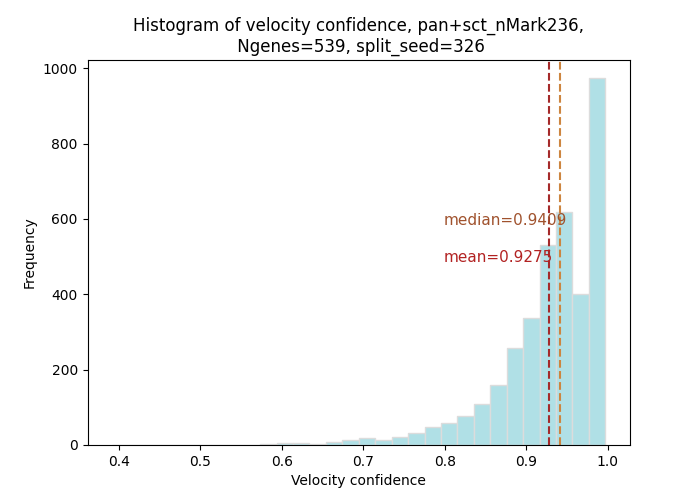 Histogram of velocity confidence, pan+sct_nMark236,
Ngenes=539, split_seed=326
1000
800
600
400
200
0
Frequency
median=0.9409
mean=0.9275
0.4 0.5 0.6 0.7 0.8 0.9 1.0
Velocity confidence